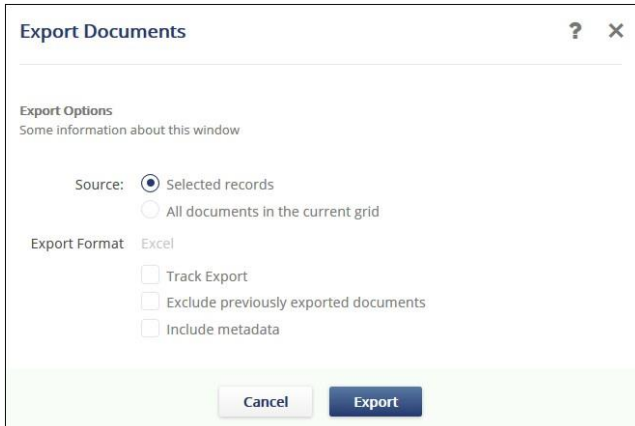 Export Documents ? ×
Export Options
Some information about this window
Source: Selected records
All documents in the current grid
Export Format Excel
Track Export
Exclude previously exported documents
Include metadata
Cancel Export